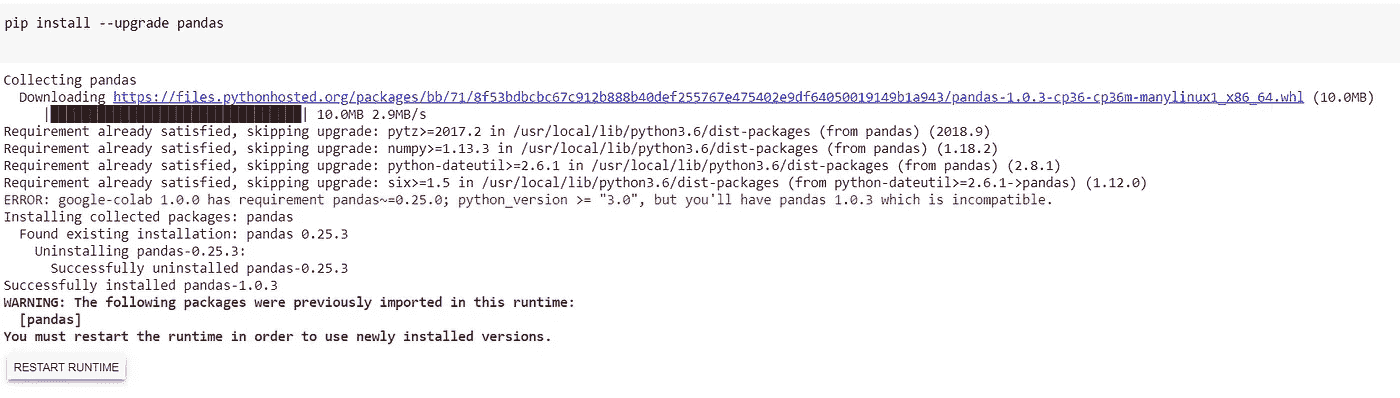 pip install --upgrade pandas
Collecting pandas
Downloading https://files.pythonhosted.org/packages/bb/71/8f53bdbcbc67c912b888b40def255767e475402e9df64050019149b1a943/pandas-1.0.3-cp36-cp36m-manylinux1_x86_64.whl (10.0MB)
|████████████████████████████████| 10.0MB 2.9MB/s
Requirement already satisfied, skipping upgrade: pytz>=2017.2 in /usr/local/lib/python3.6/dist-packages (from pandas) (2018.9)
Requirement already satisfied, skipping upgrade: numpy>=1.13.3 in /usr/local/lib/python3.6/dist-packages (from pandas) (1.18.2)
Requirement already satisfied, skipping upgrade: python-dateutil>=2.6.1 in /usr/local/lib/python3.6/dist-packages (from pandas) (2.8.1)
Requirement already satisfied, skipping upgrade: six>=1.5 in /usr/local/lib/python3.6/dist-packages (from python-dateutil>=2.6.1->pandas) (1.12.0)
ERROR: google-colab 1.0.0 has requirement pandas~=0.25.0; python_version >= "3.0", but you'll have pandas 1.0.3 which is incompatible.
Installing collected packages: pandas
Found existing installation: pandas 0.25.3
Uninstalling pandas-0.25.3:
Successfully uninstalled pandas-0.25.3
Successfully installed pandas-1.0.3
WARNING: The following packages were previously imported in this runtime:
[pandas]
You must restart the runtime in order to use newly installed versions.
RESTART RUNTIME